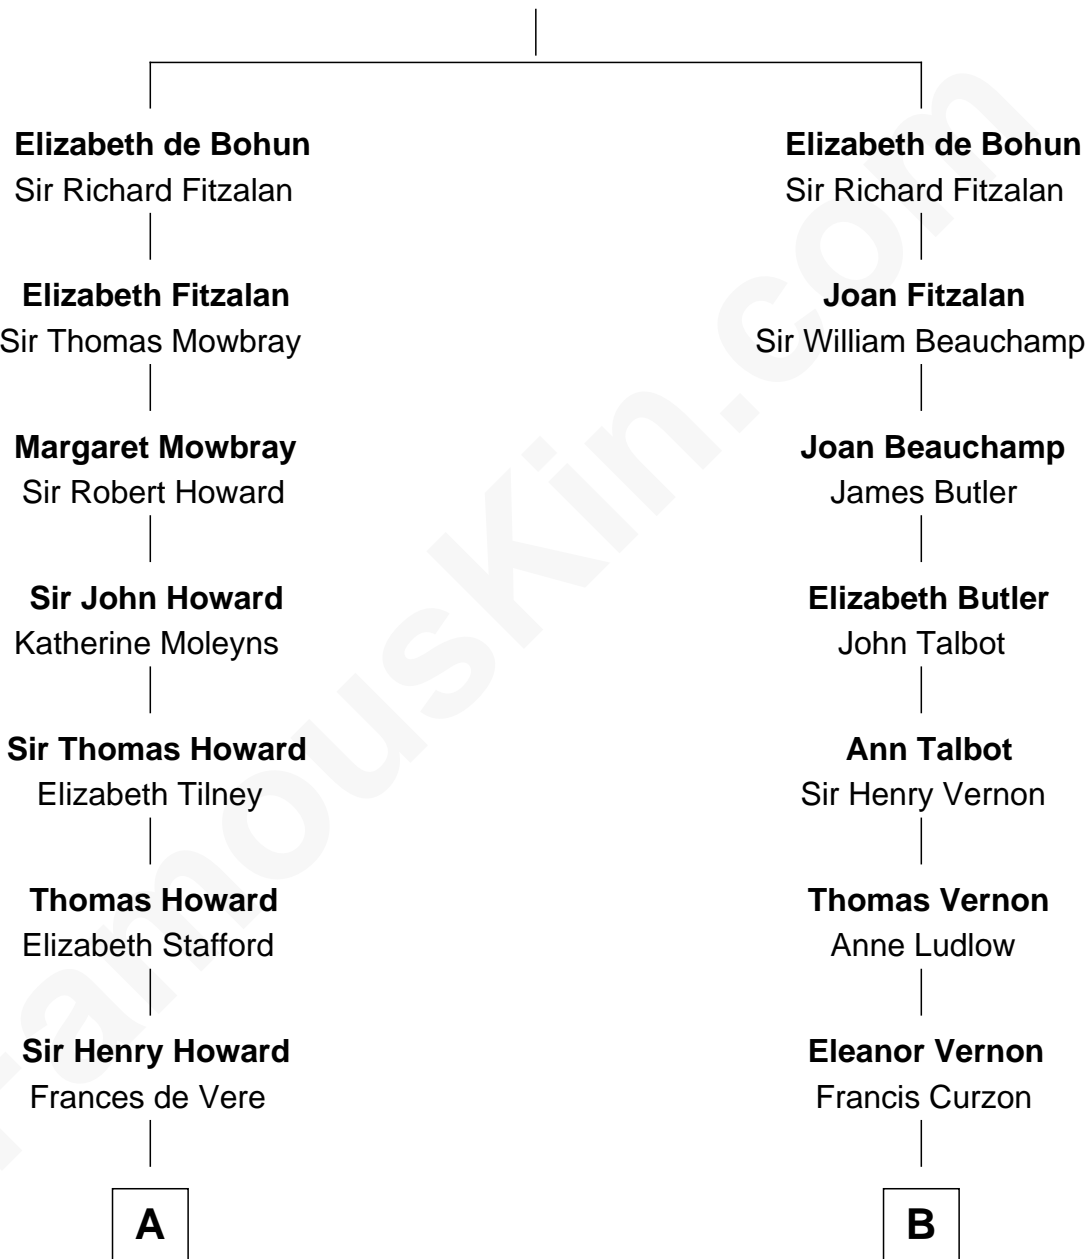 Elizabeth de Bohun
Sir Richard Fitzalan
Elizabeth Fitzalan
Sir Thomas Mowbray
Margaret Mowbray
Sir Robert Howard
Sir John Howard
Katherine Moleyns
Sir Thomas Howard
Elizabeth Tilney
Thomas Howard
Elizabeth Stafford
Sir Henry Howard
Frances de Vere
A
Elizabeth de Bohun
Sir Richard Fitzalan
Joan Fitzalan
Sir William Beauchamp
Joan Beauchamp
James Butler
Elizabeth Butler
John Talbot
Ann Talbot
Sir Henry Vernon
Thomas Vernon
Anne Ludlow
Eleanor Vernon
Francis Curzon
B
FamousKin.com